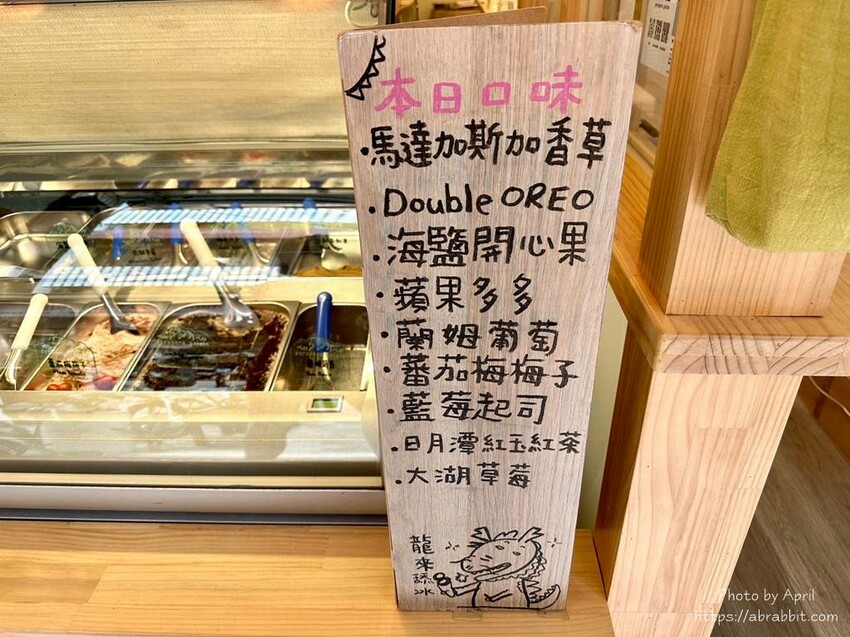 本日口味
·馬達加斯加香草
·Double OREO
·海鹽開心果
·蘋果多多
·蘭姆葡萄
·蕃茄梅梅子
·藍莓起司
·日月潭紅玉紅茶
·大湖草莓
龍來舔冰
Photo by April
https://abrabbit.com